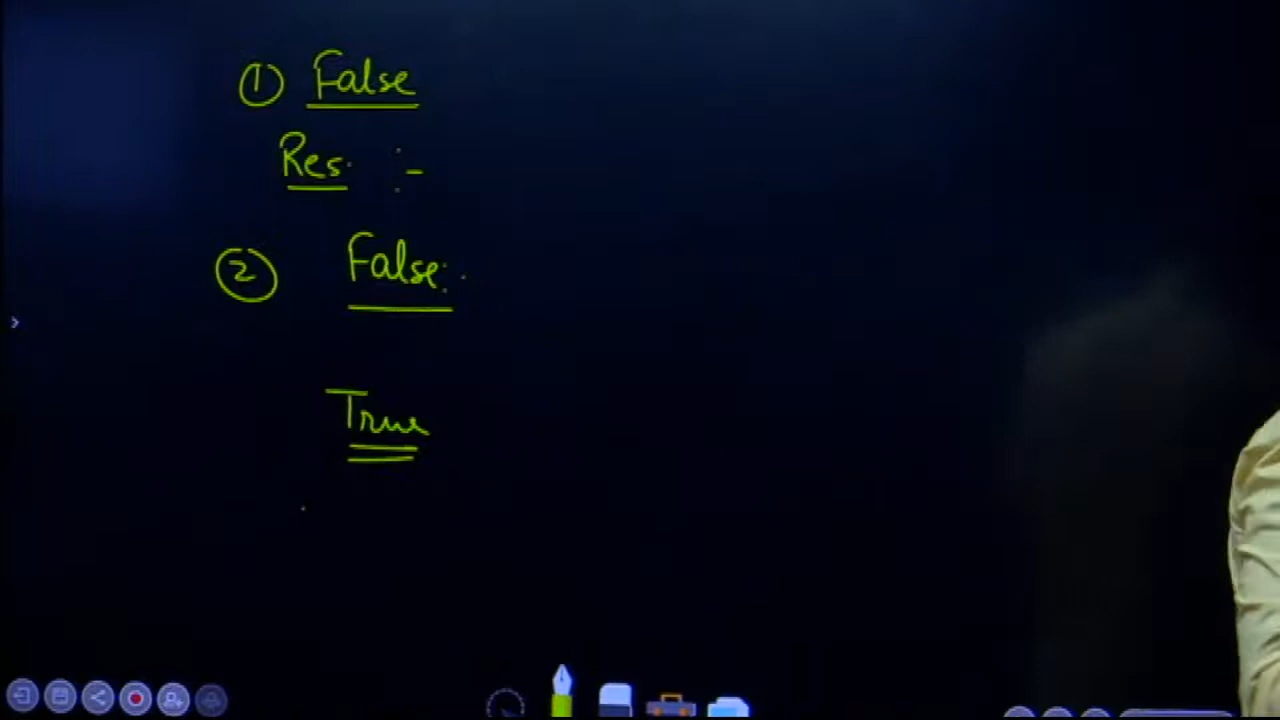 ① False
Res. :-
② False:.
True